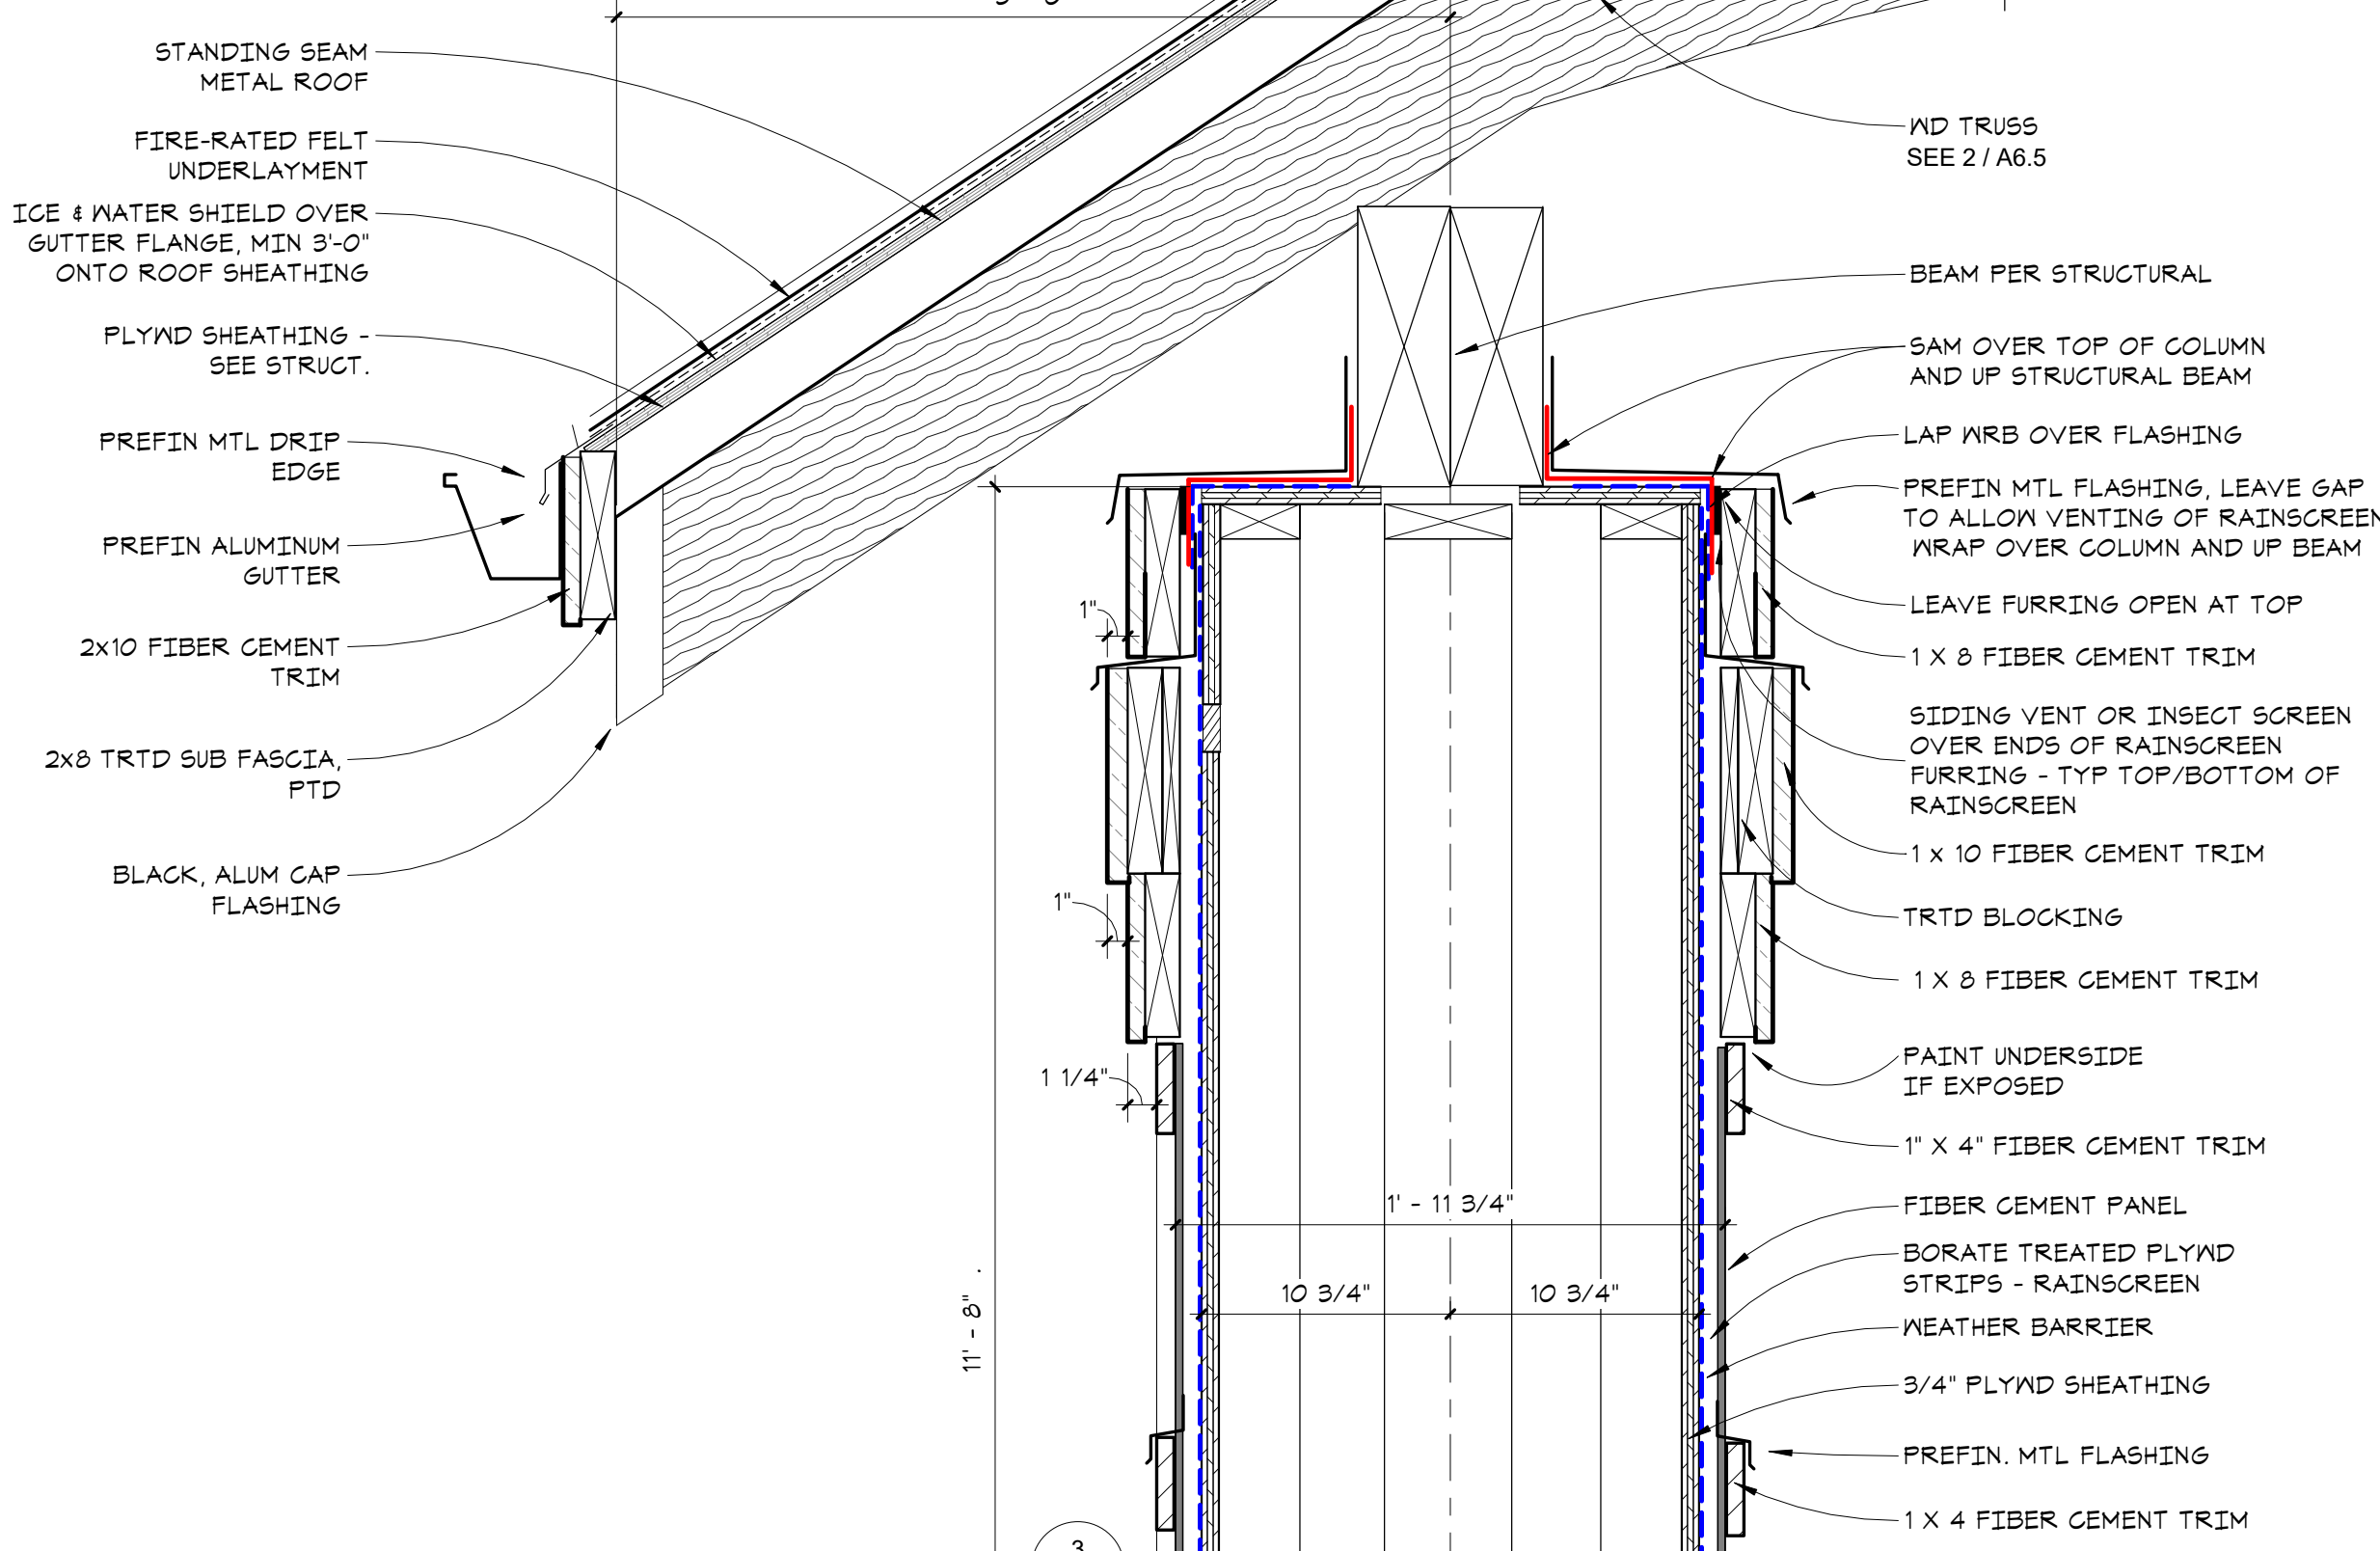 STANDING SEAM
METAL ROOF
FIRE-RATED FELT
UNDERLAYMENT
ICE & WATER SHIELD OVER
GUTTER FLANGE, MIN 3'-0"
ONTO ROOF SHEATHING
PLYWD SHEATHING -
SEE STRUCT.
PREFIN MTL DRIP
EDGE
PREFIN ALUMINUM
GUTTER
2x10 FIBER CEMENT
TRIM
2x8 TRTD SUB FASCIA,
PTD
BLACK, ALUM CAP
FLASHING
1"
1"
1 1/4"
1' - 11 3/4"
10 3/4"
10 3/4"
11' - 8"
3
WD TRUSS
SEE 2 / A6.5
BEAM PER STRUCTURAL
SAM OVER TOP OF COLUMN
AND UP STRUCTURAL BEAM
LAP WRB OVER FLASHING
PREFIN MTL FLASHING, LEAVE GAP
TO ALLOW VENTING OF RAINSCREEN
WRAP OVER COLUMN AND UP BEAM
LEAVE FURRING OPEN AT TOP
1 X 8 FIBER CEMENT TRIM
SIDING VENT OR INSECT SCREEN
OVER ENDS OF RAINSCREEN
FURRING - TYP TOP/BOTTOM OF
RAINSCREEN
1 x 10 FIBER CEMENT TRIM
TRTD BLOCKING
1 X 8 FIBER CEMENT TRIM
PAINT UNDERSIDE
IF EXPOSED
1" X 4" FIBER CEMENT TRIM
FIBER CEMENT PANEL
BORATE TREATED PLYWD
STRIPS - RAINSCREEN
WEATHER BARRIER
3/4" PLYWD SHEATHING
PREFIN. MTL FLASHING
1 X 4 FIBER CEMENT TRIM